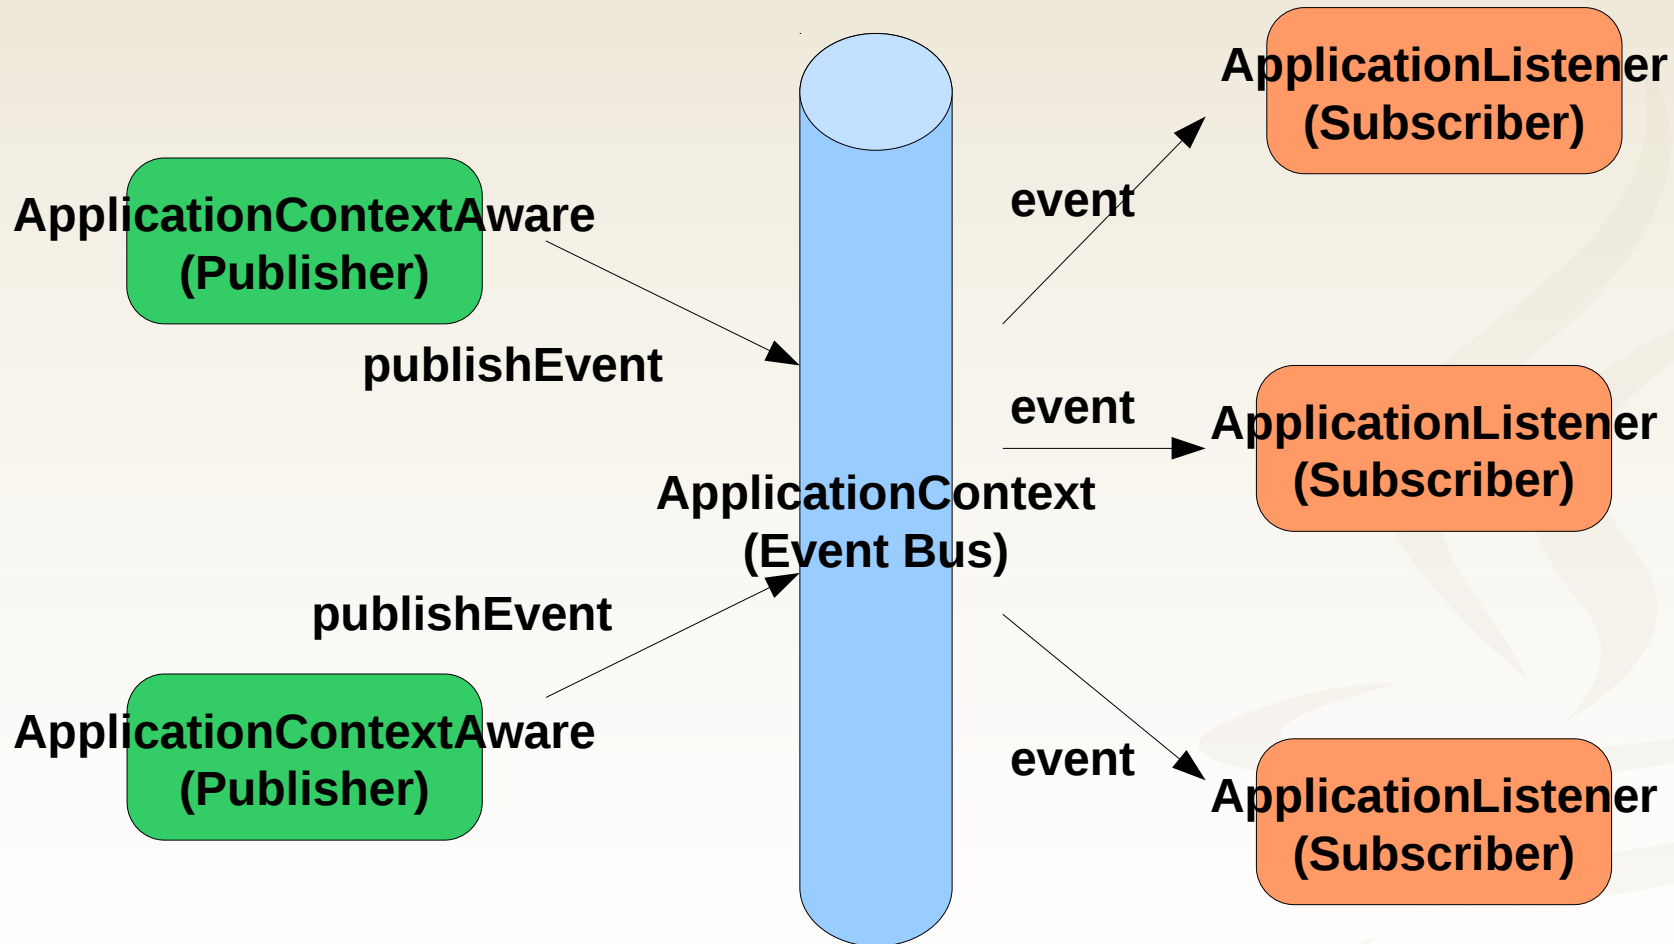 ApplicationContextAware
(Publisher)
publishEvent
publishEvent
ApplicationContextAware
(Publisher)
ApplicationContext
(Event Bus)
event
event
event
ApplicationListener
(Subscriber)
ApplicationListener
(Subscriber)
ApplicationListener
(Subscriber)